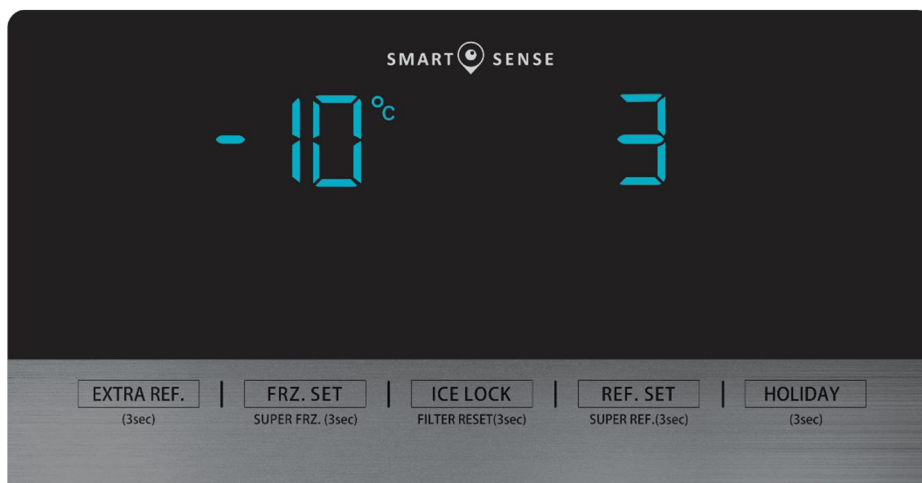 SMART SENSE
-10 °C 3
EXTRA REF. | FRZ. SET | ICE LOCK | REF. SET | HOLIDAY
(3sec) SUPER FRZ. (3sec) FILTER RESET(3sec) SUPER REF.(3sec) (3sec)